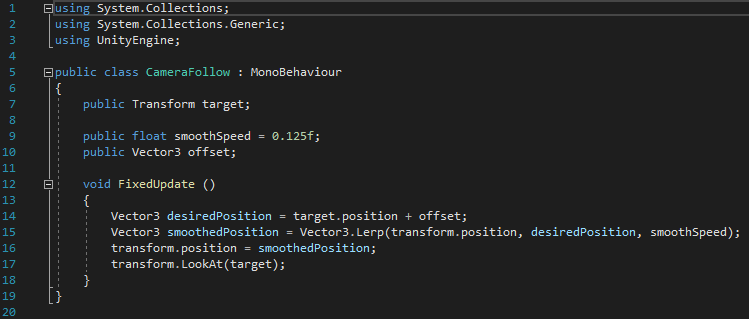 1 using System.Collections;
2 using System.Collections.Generic;
3 using UnityEngine;
4
5 public class CameraFollow : MonoBehaviour
6 {
7 public Transform target;
8
9 public float smoothSpeed = 0.125f;
10 public Vector3 offset;
11
12 void FixedUpdate ()
13 {
14 Vector3 desiredPosition = target.position + offset;
15 Vector3 smoothedPosition = Vector3.Lerp(transform.position, desiredPosition, smoothSpeed);
16 transform.position = smoothedPosition;
17 transform.LookAt(target);
18 }
19 }
20